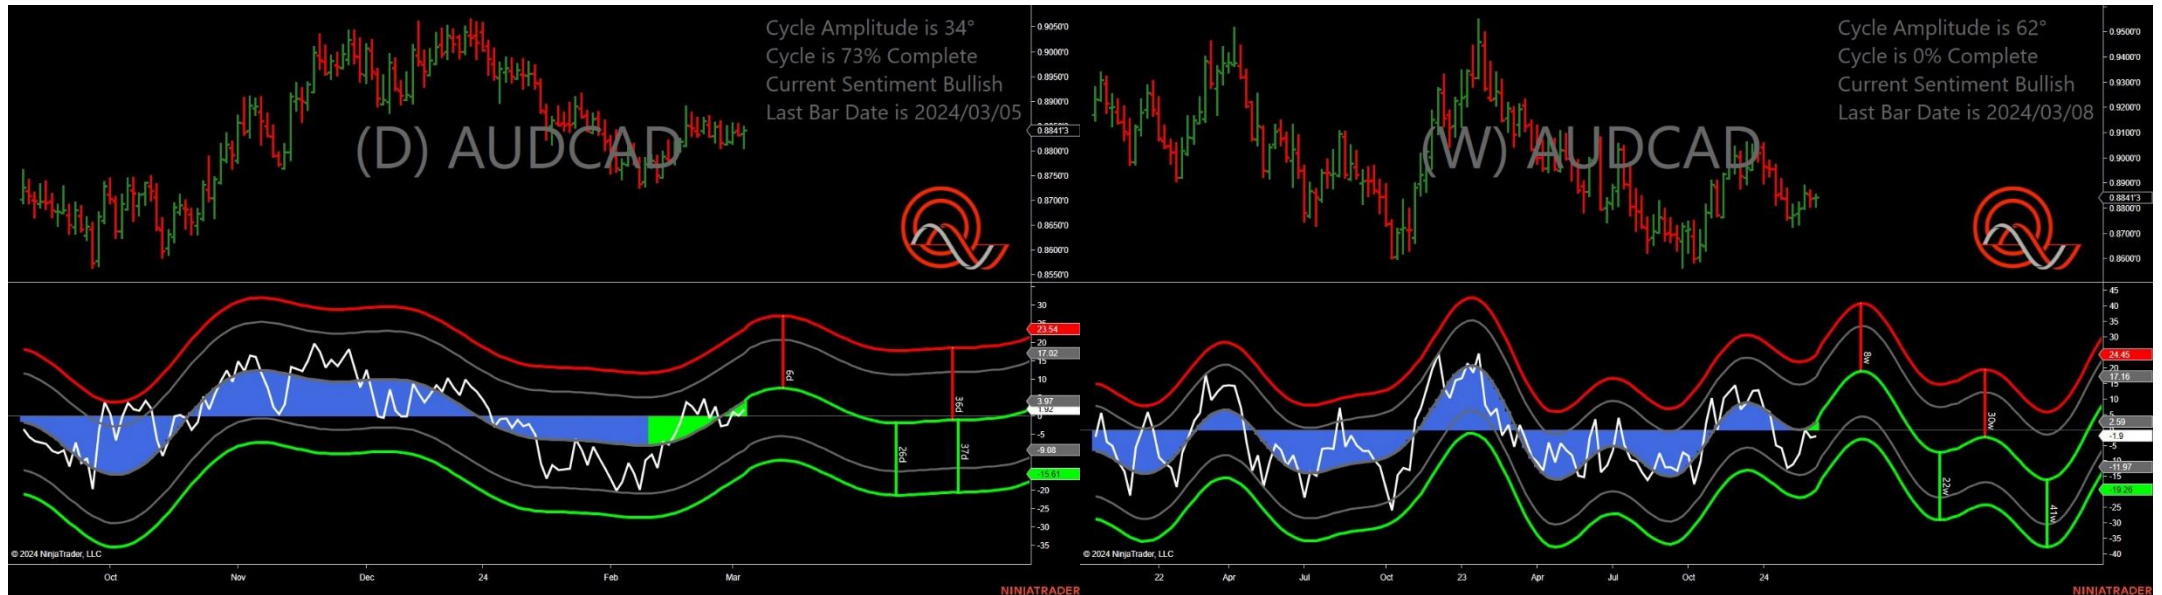 Cycle Amplitude is 34°
Cycle is 73% Complete
Current Sentiment Bullish
Last Bar Date is 2024/03/05
(D) AUDCAD
0.9050'0
0.9000'0
0.8950'0
0.8900'0
0.8841'3
0.8800'0
0.8750'0
0.8700'0
0.8650'0
0.8600'0
0.8550'0
30
23.54
20
17.02
15
10
3.97
1.92
-5
-9.08
-15.61
-20
-25
-30
-35
6d
26d
36d
37d
© 2024 NinjaTrader, LLC
Oct Nov Dec 24 Feb Mar
NINJATRADER
Cycle Amplitude is 62°
Cycle is 0% Complete
Current Sentiment Bullish
Last Bar Date is 2024/03/08
(W) AUDCAD
0.9500'0
0.9400'0
0.9300'0
0.9200'0
0.9100'0
0.9000'0
0.8900'0
0.8841'3
0.8800'0
0.8700'0
0.8600'0
45
40
35
30
24.45
20
17.16
10
5
2.59
-1.9
-5
-11.97
-19.26
-25
-30
-35
-40
8w
22w
30w
41w
© 2024 NinjaTrader, LLC
22 Apr Jul Oct 23 Apr Jul Oct 24
NINJATRADER